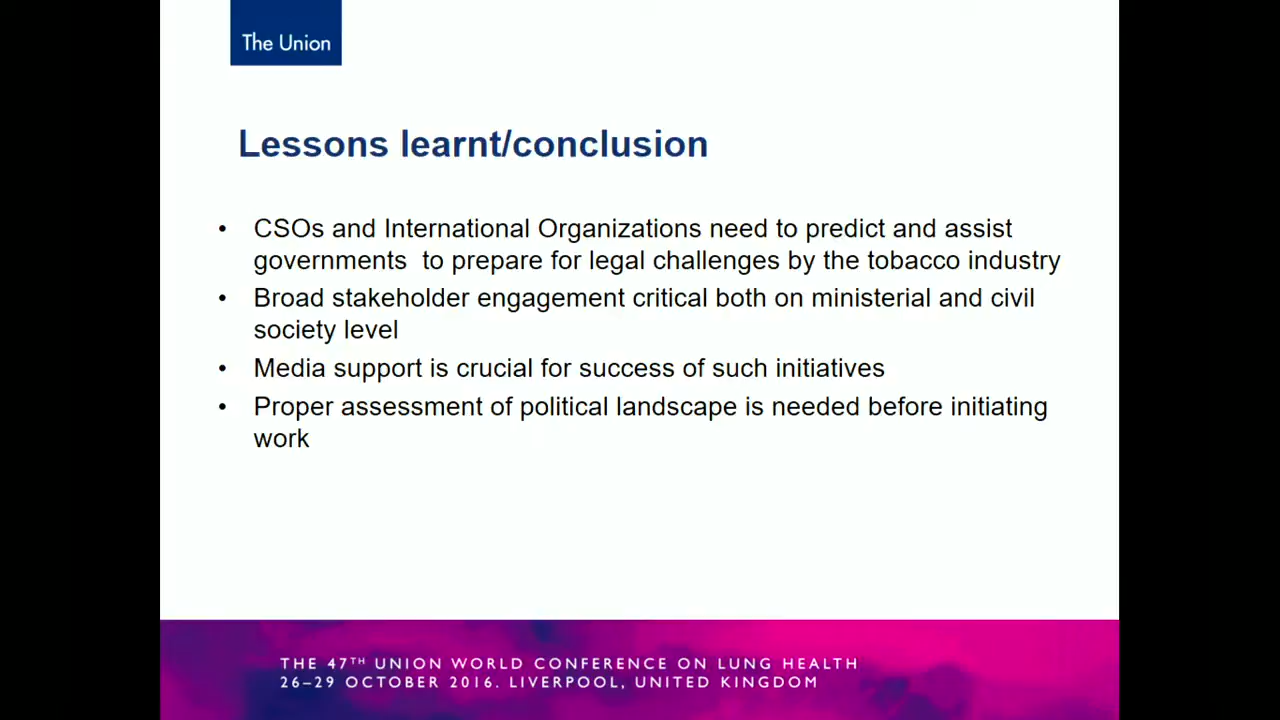 The Union
Lessons learnt/conclusion
• CSOs and International Organizations need to predict and assist
governments  to prepare for legal challenges by the tobacco industry
• Broad stakeholder engagement critical both on ministerial and civil
society level
• Media support is crucial for success of such initiatives
• Proper assessment of political landscape is needed before initiating
work
THE 47TH UNION WORLD CONFERENCE ON LUNG HEALTH
26–29 OCTOBER 2016. LIVERPOOL, UNITED KINGDOM